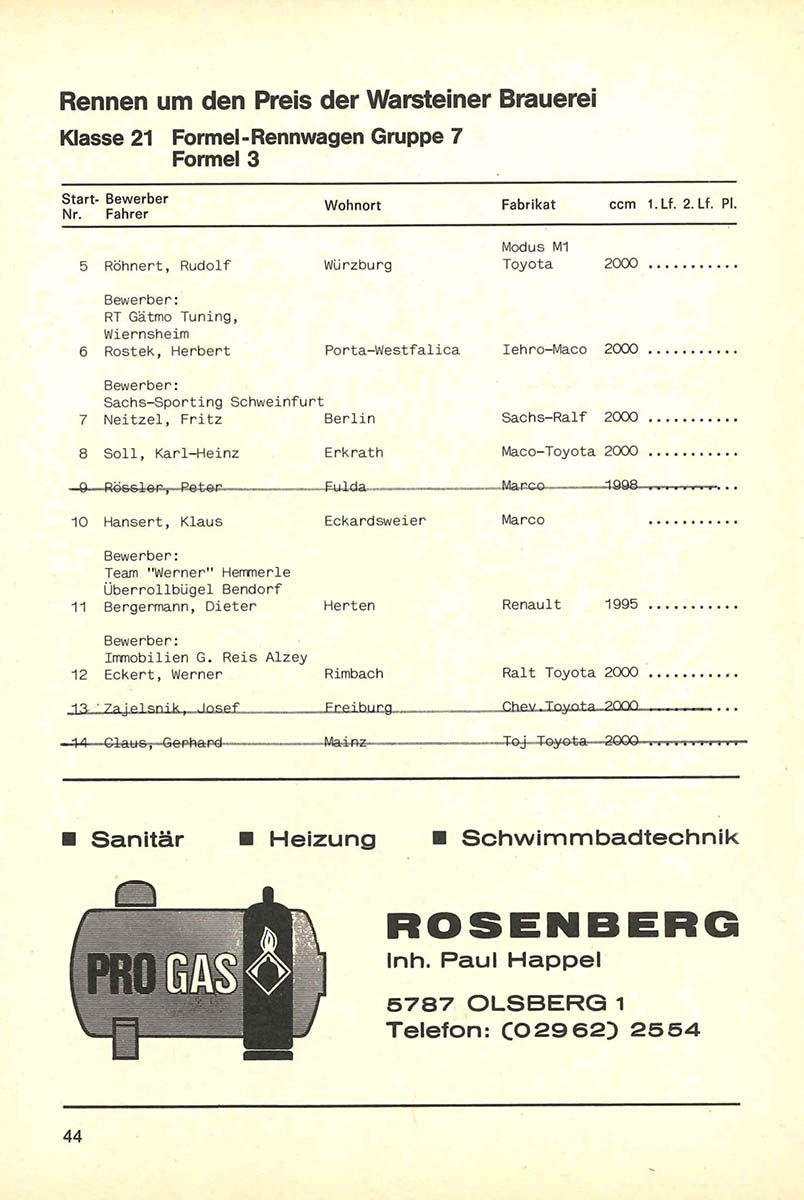 Rennen um den Preis der Warsteiner Brauerei
Klasse 21 Formel-Rennwagen Gruppe 7
Formel 3
Start- Bewerber
Nr. Fahrer Wohnort Fabrikat ccm 1. Lf. 2. Lf. Pl.
Modus M1
5 Röhnert, Rudolf Würzburg Toyota 2000 ...........
Bewerber:
RT Gätmo Tuning,
Wiernsheim
6 Rostek, Herbert Porta-Westfalica Iehro-Maco 2000 ...........
Bewerber:
Sachs-Sporting Schweinfurt
7 Neitzel, Fritz Berlin Sachs-Ralf 2000 ...........
8 Soll, Karl-Heinz Erkrath Maco-Toyota 2000 ...........
9 Rössler, Peter Fulda Marco 1998 ...........
10 Hansert, Klaus Eckardsweier Marco ...........
Bewerber:
Team "Werner" Hemmerle
Überrollbügel Bendorf
11 Bergermann, Dieter Herten Renault 1995 ...........
Bewerber:
Immobilien G. Reis Alzey
12 Eckert, Werner Rimbach Ralt Toyota 2000 ...........
13 Zajelsnik, Josef Freiburg Chev.Toyota 2000 ...........
14 Claus, Gerhard Mainz Toj Toyota 2000 ...........
■ Sanitär ■ Heizung ■ Schwimmbadtechnik
PRO GAS
ROSENBERG
Inh. Paul Happel
5787 OLSBERG 1
Telefon: (02962) 2554
44